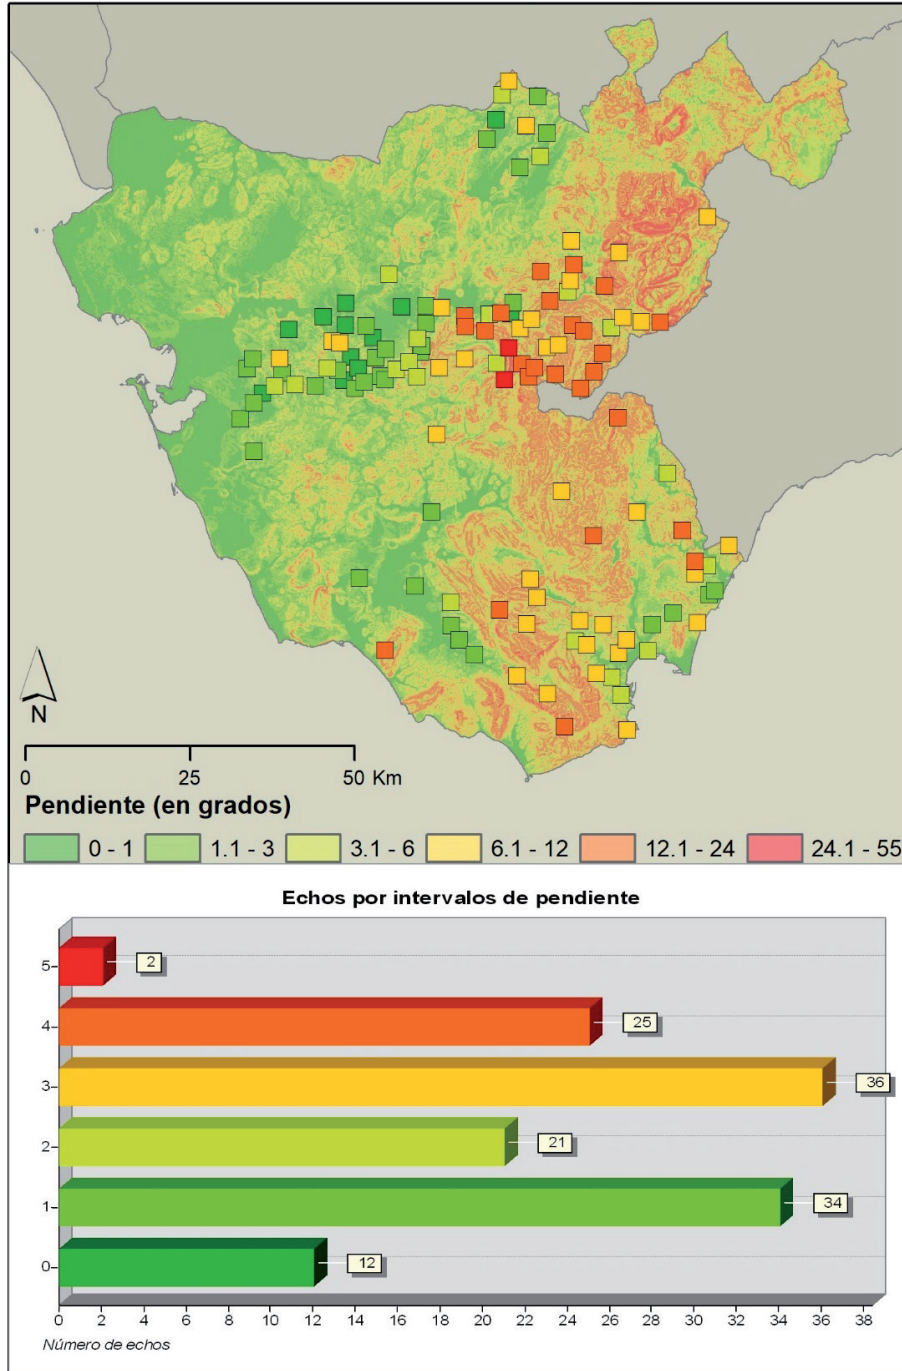 N
0 25 50 Km
Pendiente (en grados)
0 - 1 1.1 - 3 3.1 - 6 6.1 - 12 12.1 - 24 24.1 - 55
Echos por intervalos de pendiente
5 2
4 25
3 36
2 21
1 34
0 12
0 2 4 6 8 10 12 14 16 18 20 22 24 26 28 30 32 34 36 38
Número de echos